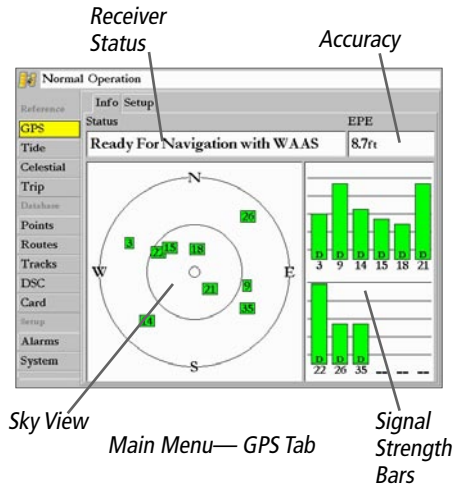 Receiver
Status
Accuracy
Normal Operation
Reference
GPS
Tide
Celestial
Trip
Database
Points
Routes
Tracks
DSC
Card
Setup
Alarms
System
Info Setup
Status
EPE
Ready For Navigation with WAAS
8.7ft
N
W
E
S
26
3
22
15
18
21
9
35
14
D D D D D D
3 9 14 15 18 21
D D D
22 26 35 -- -- --
Sky View
Main Menu— GPS Tab
Signal
Strength
Bars